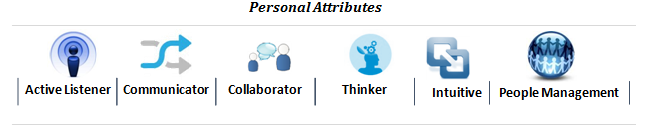 Personal Attributes
Active Listener Communicator Collaborator Thinker Intuitive People Management